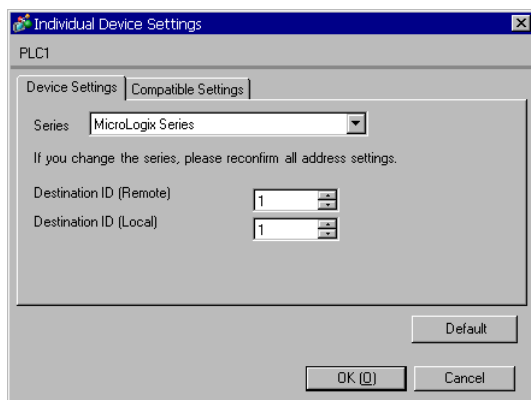 Individual Device Settings
PLC1
Device Settings Compatible Settings
Series MicroLogix Series
If you change the series, please reconfirm all address settings.
Destination ID (Remote) 1
Destination ID (Local) 1
Default
OK (O) Cancel